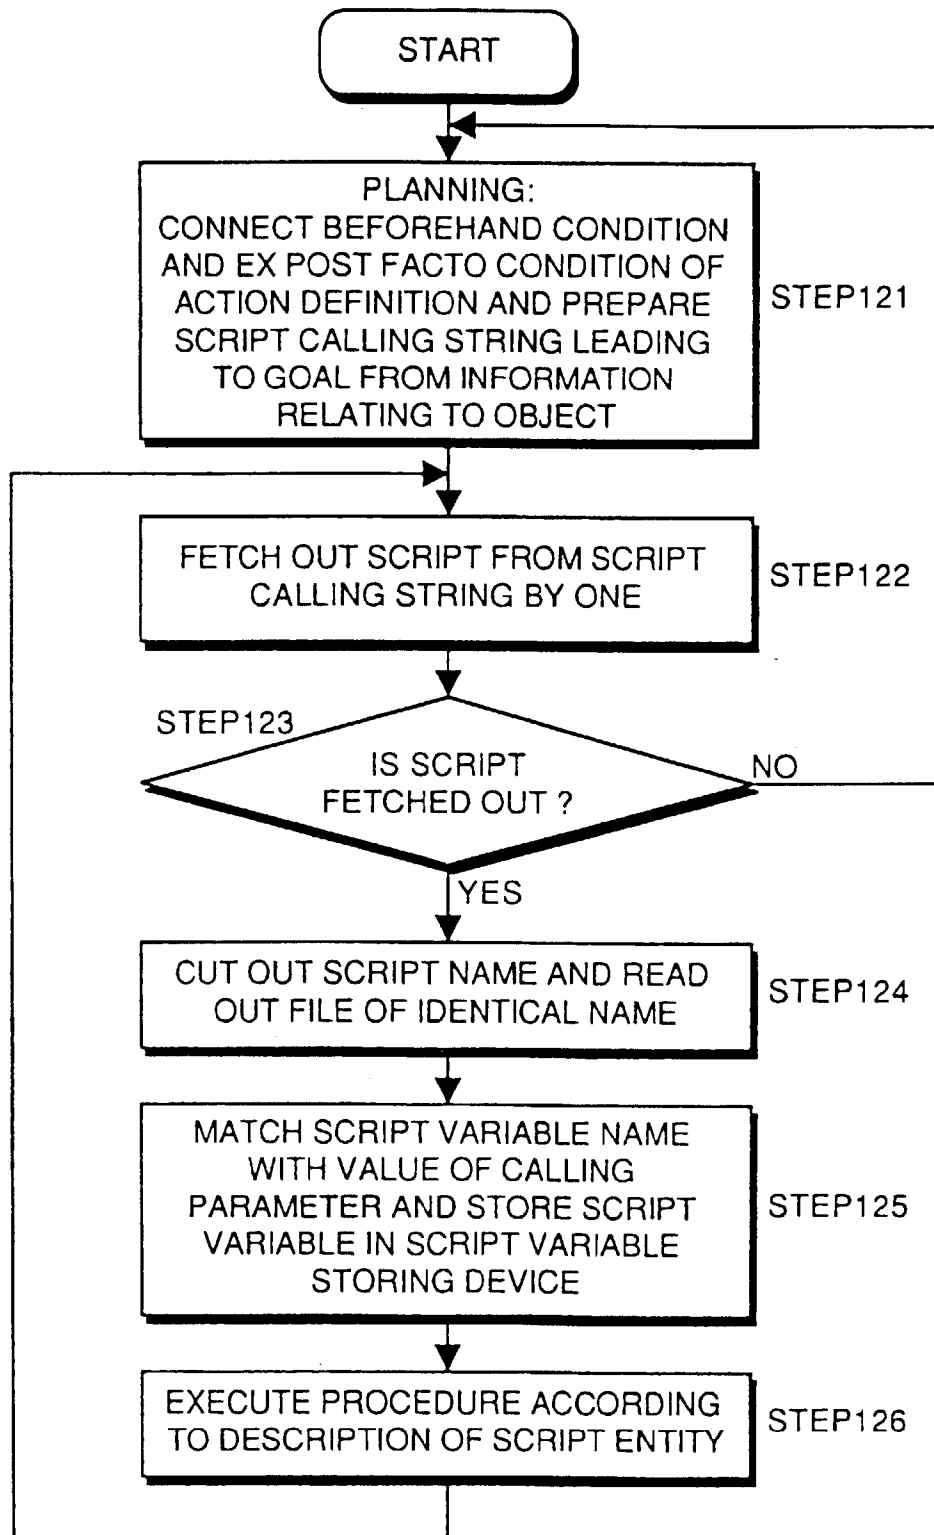 START
PLANNING:
CONNECT BEFOREHAND CONDITION
AND EX POST FACTO CONDITION OF
ACTION DEFINITION AND PREPARE
SCRIPT CALLING STRING LEADING
TO GOAL FROM INFORMATION
RELATING TO OBJECT
STEP121
FETCH OUT SCRIPT FROM SCRIPT
CALLING STRING BY ONE
STEP122
STEP123
IS SCRIPT
FETCHED OUT ?
NO
YES
CUT OUT SCRIPT NAME AND READ
OUT FILE OF IDENTICAL NAME
STEP124
MATCH SCRIPT VARIABLE NAME
WITH VALUE OF CALLING
PARAMETER AND STORE SCRIPT
VARIABLE IN SCRIPT VARIABLE
STORING DEVICE
STEP125
EXECUTE PROCEDURE ACCORDING
TO DESCRIPTION OF SCRIPT ENTITY
STEP126